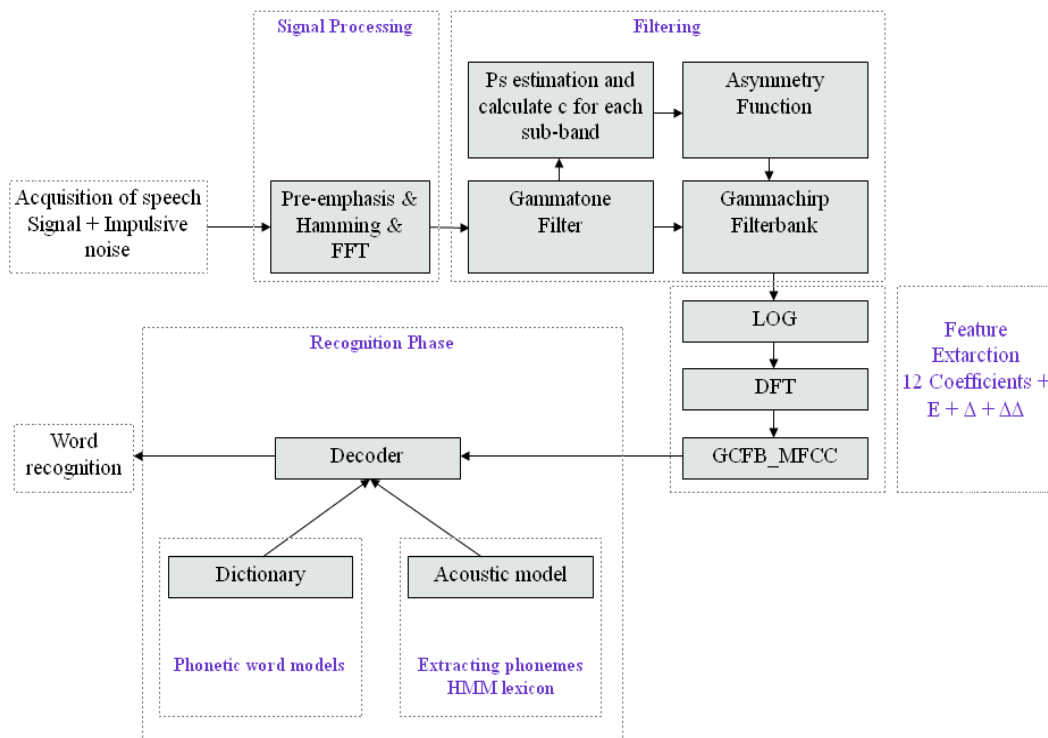 Signal Processing
Filtering
Ps estimation and
calculate c for each
sub-band
Asymmetry
Function
Acquisition of speech
Signal + Impulsive
noise
Pre-emphasis &
Hamming &
FFT
Gammatone
Filter
Gammachirp
Filterbank
LOG
DFT
GCFB_MFCC
Feature
Extarction
12 Coefficients +
E + Δ + ΔΔ
Recognition Phase
Word
recognition
Decoder
Dictionary
Acoustic model
Phonetic word models
Extracting phonemes
HMM lexicon